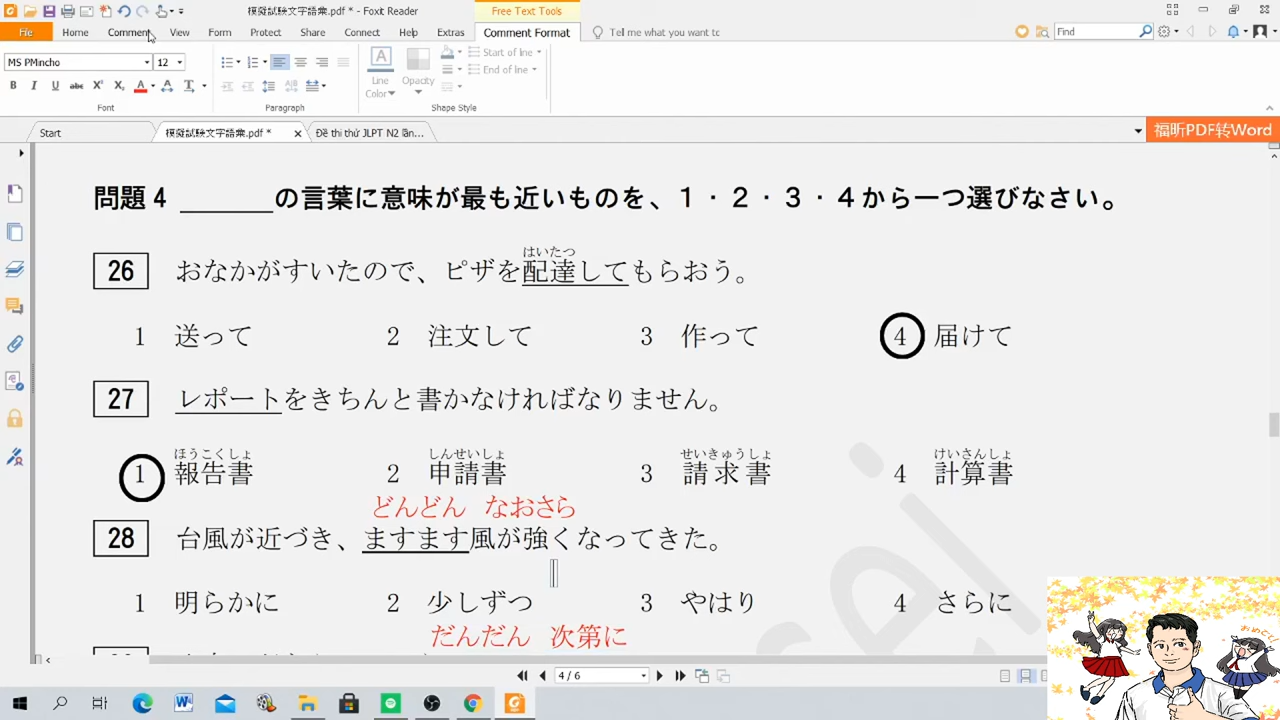 模擬試験文字語彙.pdf * - Foxit Reader
Free Text Tools
File Home Comment View Form Protect Share Connect Help Extras Comment Format Tell me what you want tc Find
MS PMincho 12
Line Color Opacity
Start of line
End of line
Font Paragraph Shape Style
Start 模擬試験文字語彙.pdf * Đề thi thử JLPT N2 lần... 福昕PDF转Word
問題4 ______の言葉に意味が最も近いものを、1・2・3・4から一つ選びなさい。
はいたつ
26 おなかがすいたので、ピザを配達してもらおう。
1 送って 2 注文して 3 作って 4 届けて
27 レポートをきちんと書かなければなりません。
ほうこくしょ しんせいしょ せいきゅうしょ けいさんしょ
1 報告書 2 申請書 3 請求書 4 計算書
どんどん なおさら
28 台風が近づき、ますます風が強くなってきた。
1 明らかに 2 少しずつ 3 やはり 4 さらに
だんだん 次第に
4 / 6